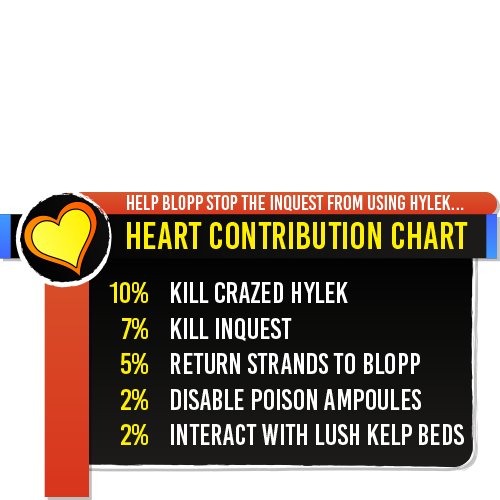 HELP BLOPP STOP THE INQUEST FROM USING HYLEK...
HEART CONTRIBUTION CHART
10% KILL CRAZED HYLEK
7% KILL INQUEST
5% RETURN STRANDS TO BLOPP
2% DISABLE POISON AMPOULES
2% INTERACT WITH LUSH KELP BEDS